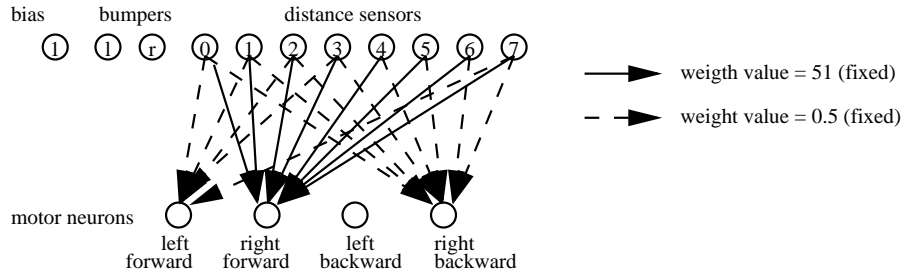 bias bumpers distance sensors
1 l r 0 1 2 3 4 5 6 7
weigth value = 51 (fixed)
weight value = 0.5 (fixed)
motor neurons
left right left right
forward forward backward backward